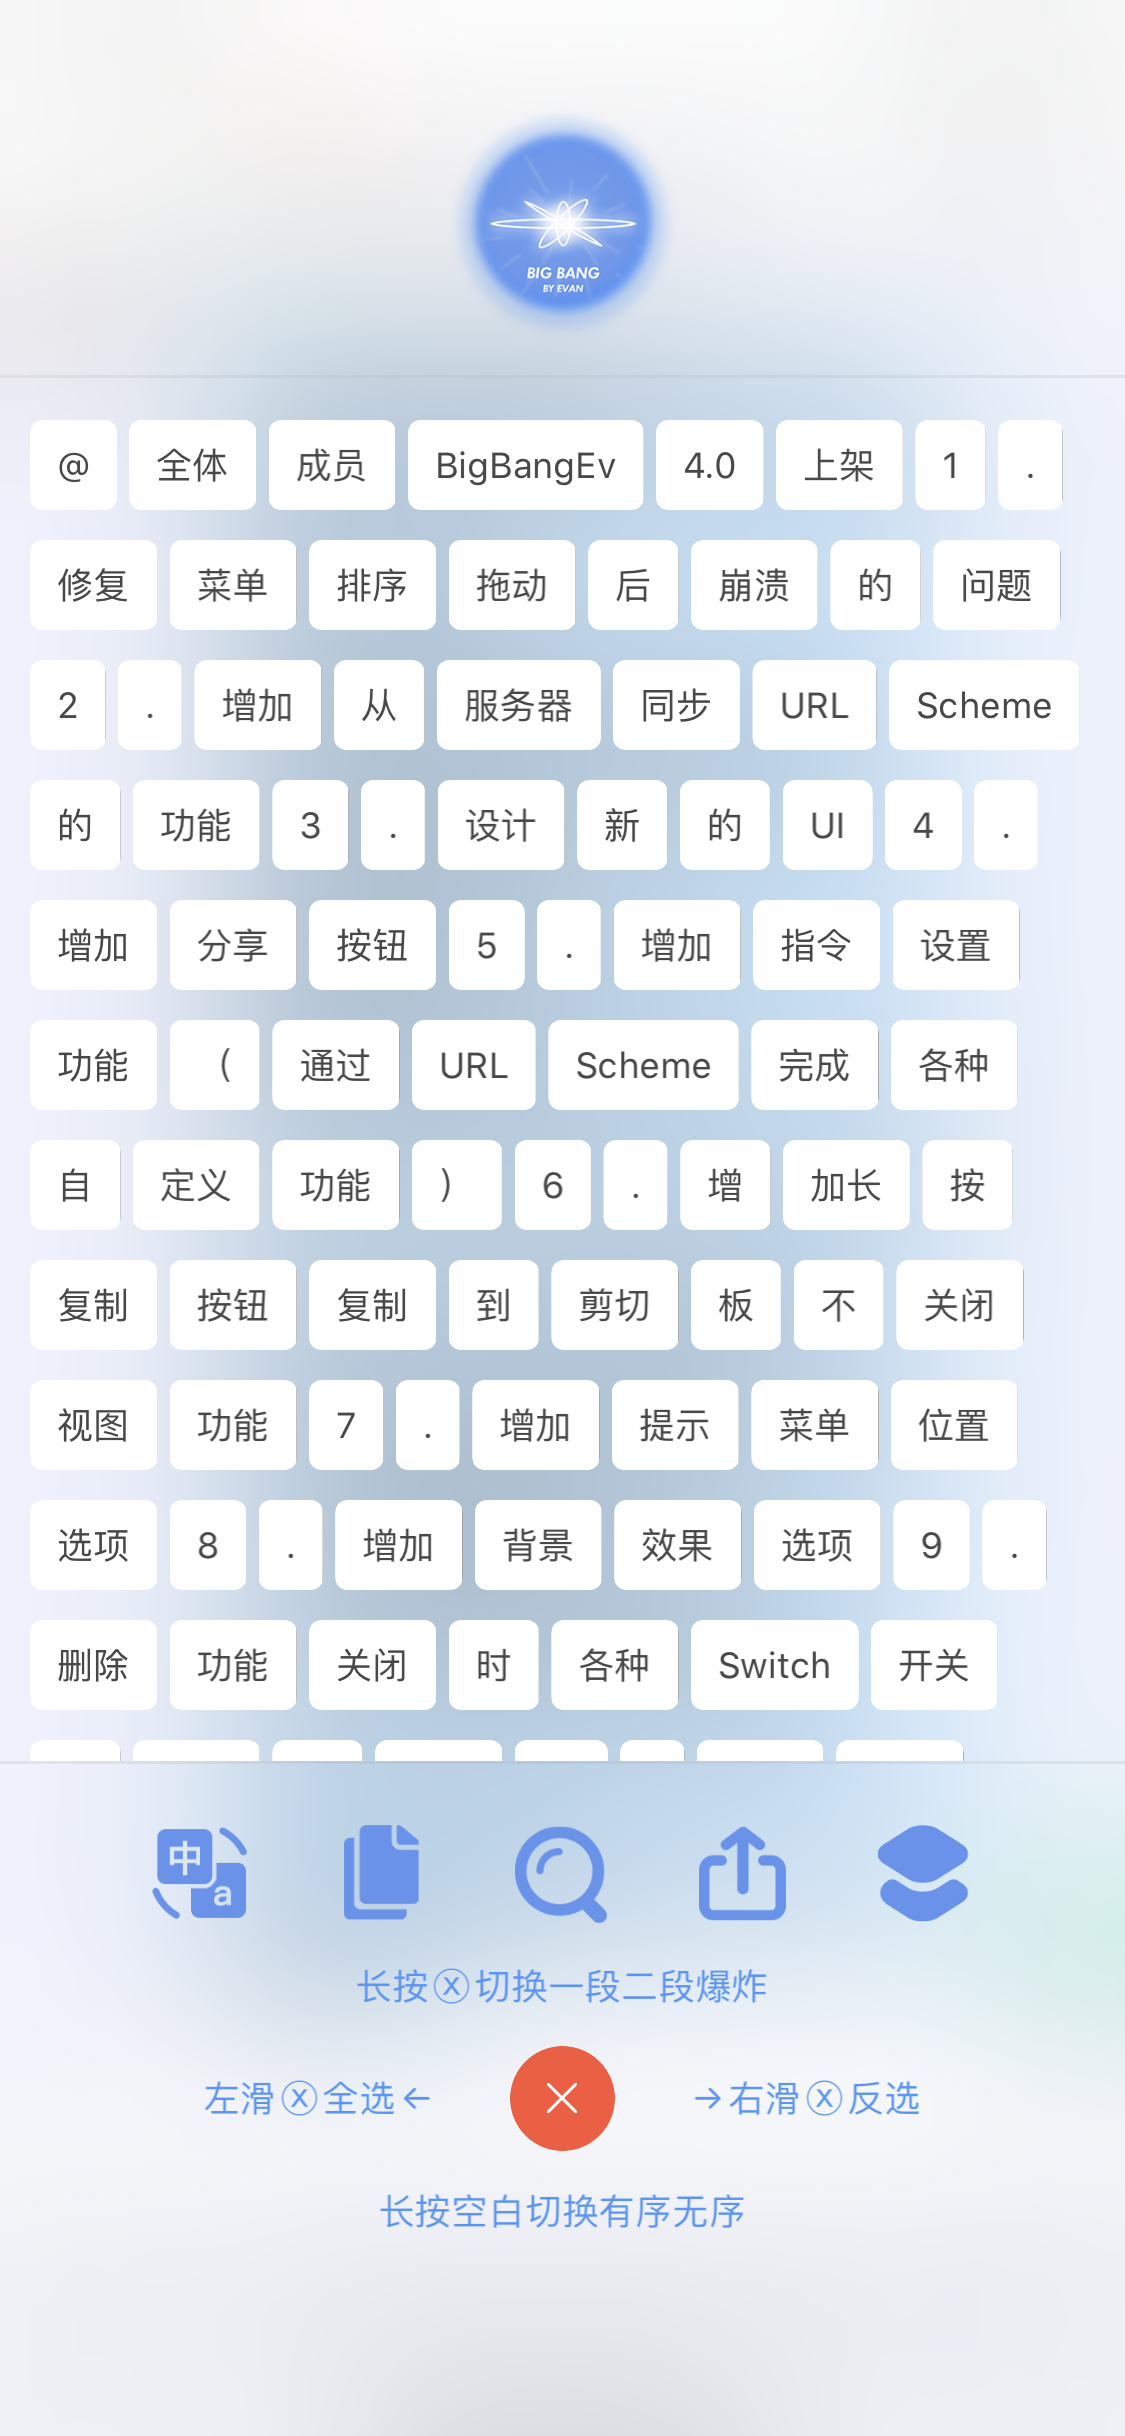 BIG BANG
BY EVAN
@ 全体 成员 BigBangEv 4.0 上架 1 .
修复 菜单 排序 拖动 后 崩溃 的 问题
2 . 增加 从 服务器 同步 URL Scheme
的 功能 3 . 设计 新 的 UI 4 .
增加 分享 按钮 5 . 增加 指令 设置
功能 （ 通过 URL Scheme 完成 各种
自 定义 功能 ） 6 . 增 加长 按
复制 按钮 复制 到 剪切 板 不 关闭
视图 功能 7 . 增加 提示 菜单 位置
选项 8 . 增加 背景 效果 选项 9 .
删除 功能 关闭 时 各种 Switch 开关
中 a
长按ⓧ切换一段二段爆炸
左滑ⓧ全选← →右滑ⓧ反选
长按空白切换有序无序